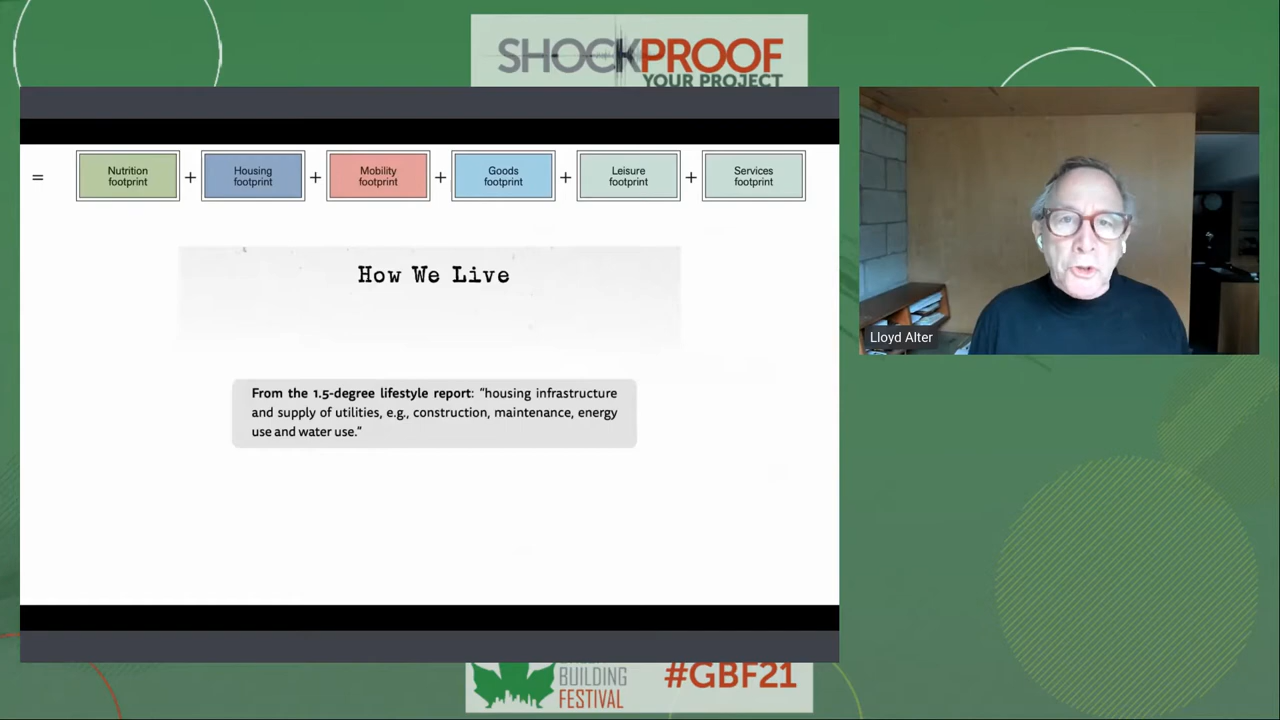 SHOCKPROOF
YOUR PROJECT
= Nutrition footprint + Housing footprint + Mobility footprint + Goods footprint + Leisure footprint + Services footprint
How We Live
From the 1.5-degree lifestyle report: “housing infrastructure
and supply of utilities, e.g., construction, maintenance, energy
use and water use.”
Lloyd Alter
BUILDING
FESTIVAL
#GBF21